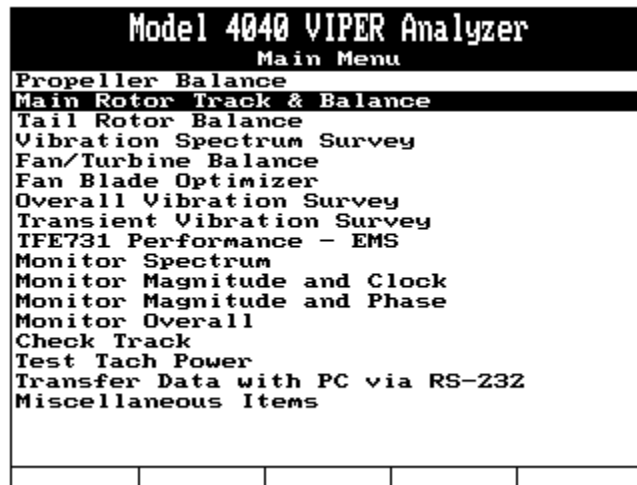 Model 4040 VIPER Analyzer
Main Menu
Propeller Balance
Main Rotor Track & Balance
Tail Rotor Balance
Vibration Spectrum Survey
Fan/Turbine Balance
Fan Blade Optimizer
Overall Vibration Survey
Transient Vibration Survey
TFE731 Performance - EMS
Monitor Spectrum
Monitor Magnitude and Clock
Monitor Magnitude and Phase
Monitor Overall
Check Track
Test Tach Power
Transfer Data with PC via RS-232
Miscellaneous Items